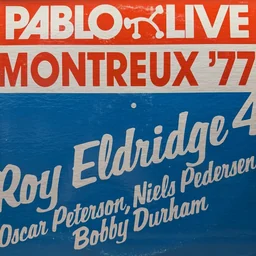 PABLO LIVE
MONTREUX '77
Roy Eldridge 4
Oscar Peterson, Niels Pedersen
Bobby Durham